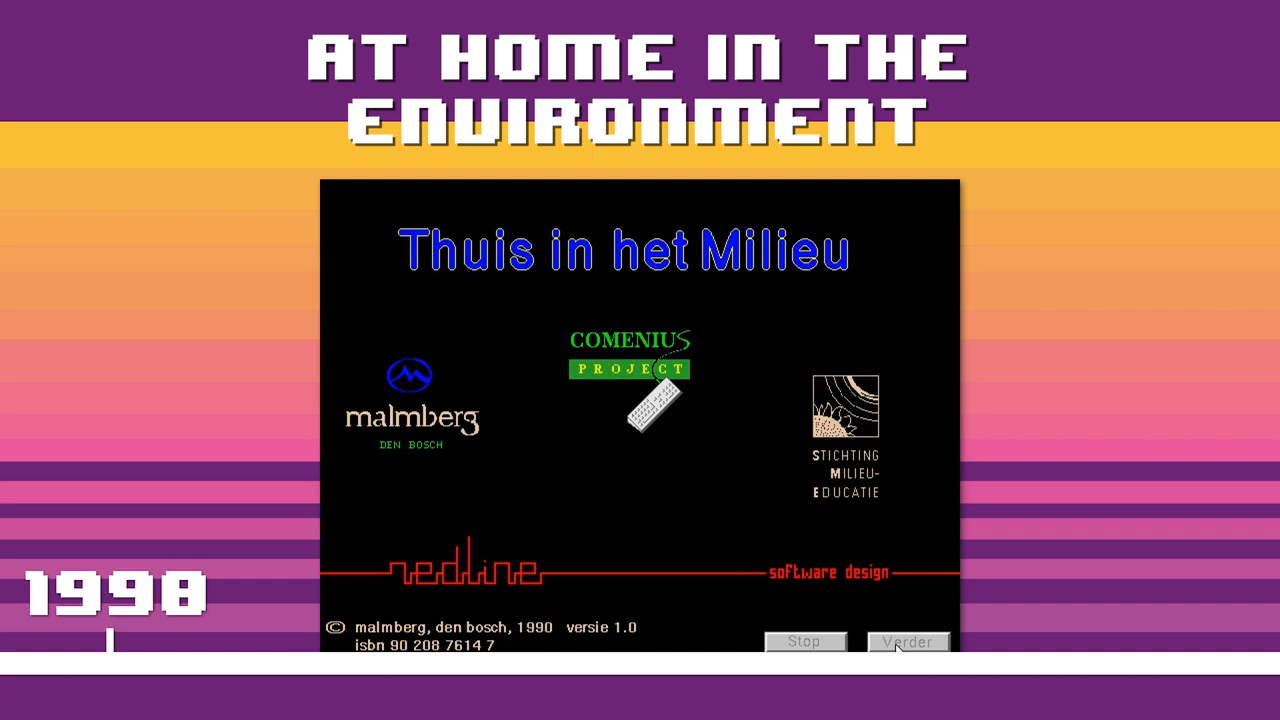 AT HOME IN THE
ENVIRONMENT
Thuis in het Milieu
COMENIUS
PROJECT
malmberg
DEN BOSCH
STICHTING
MILIEU-
EDUCATIE
redline
software design
1998
© malmberg, den bosch, 1990 versie 1.0
isbn 90 208 7614 7
Stop
Verder